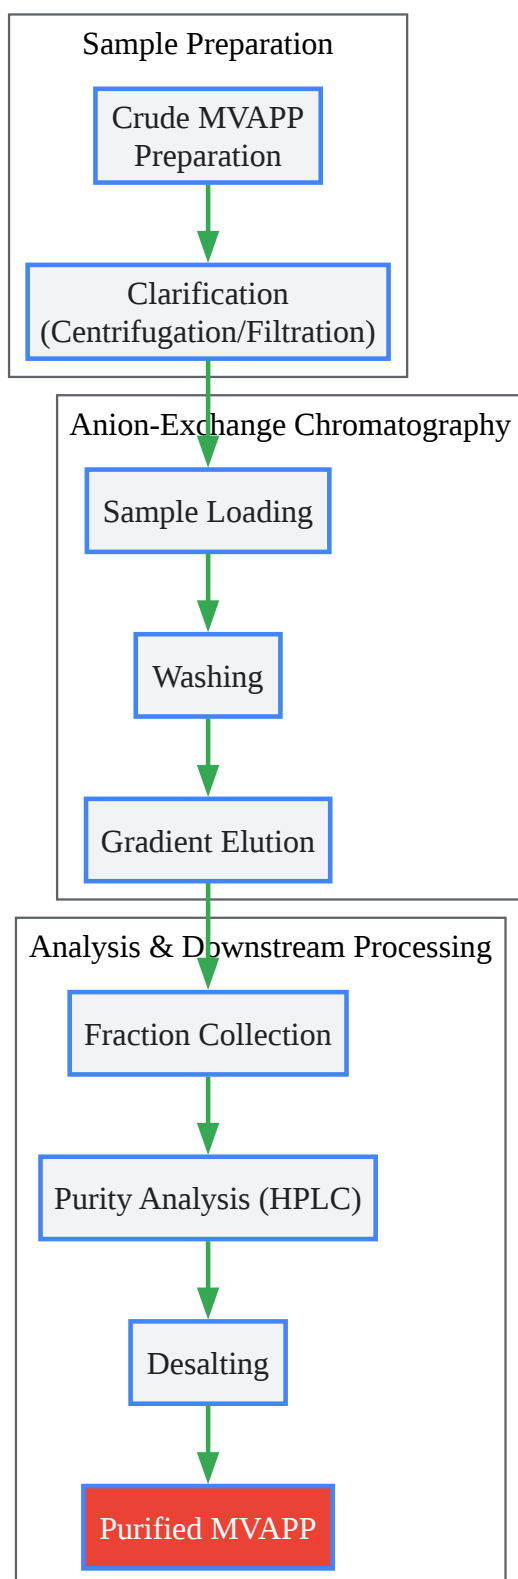 Sample Preparation
Crude MVAPP
Preparation
Clarification
(Centrifugation/Filtration)
Anion-Exchange Chromatography
Sample Loading
Washing
Gradient Elution
Analysis & Downstream Processing
Fraction Collection
Purity Analysis (HPLC)
Desalting
Purified MVAPP